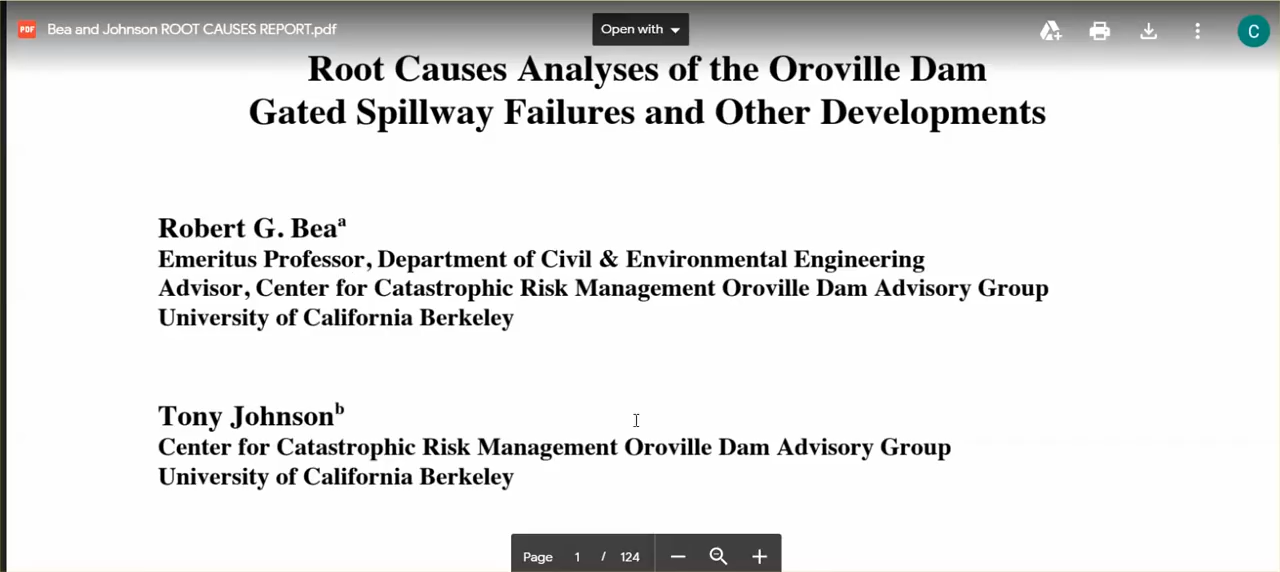 Bea and Johnson ROOT CAUSES REPORT.pdf
Open with
C
Root Causes Analyses of the Oroville Dam
Gated Spillway Failures and Other Developments
Robert G. Beaᵃ
Emeritus Professor, Department of Civil & Environmental Engineering
Advisor, Center for Catastrophic Risk Management Oroville Dam Advisory Group
University of California Berkeley
Tony Johnsonᵇ
Center for Catastrophic Risk Management Oroville Dam Advisory Group
University of California Berkeley
Page 1 / 124